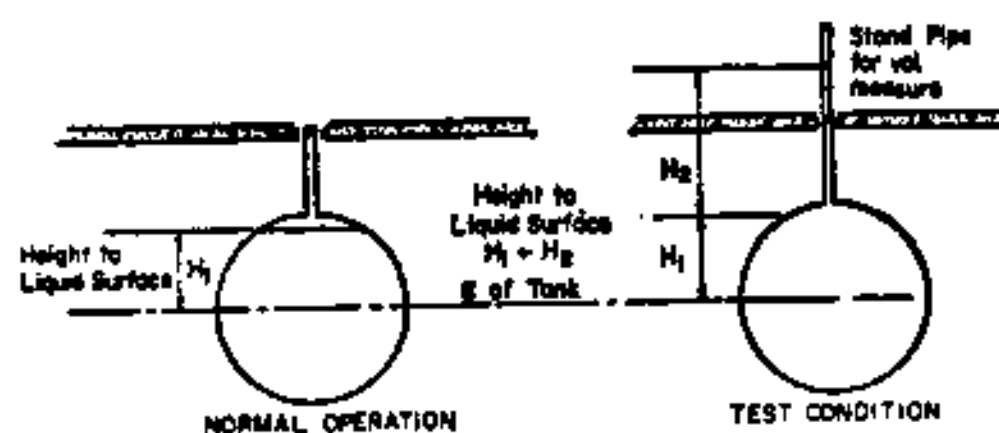 Height to
Liquid Surface
H₁
NORMAL OPERATION
Height to
Liquid Surface
H₁ + H₂
℄ of Tank
Stand Pipe
for vol.
measure
H₂
H₁
TEST CONDITION